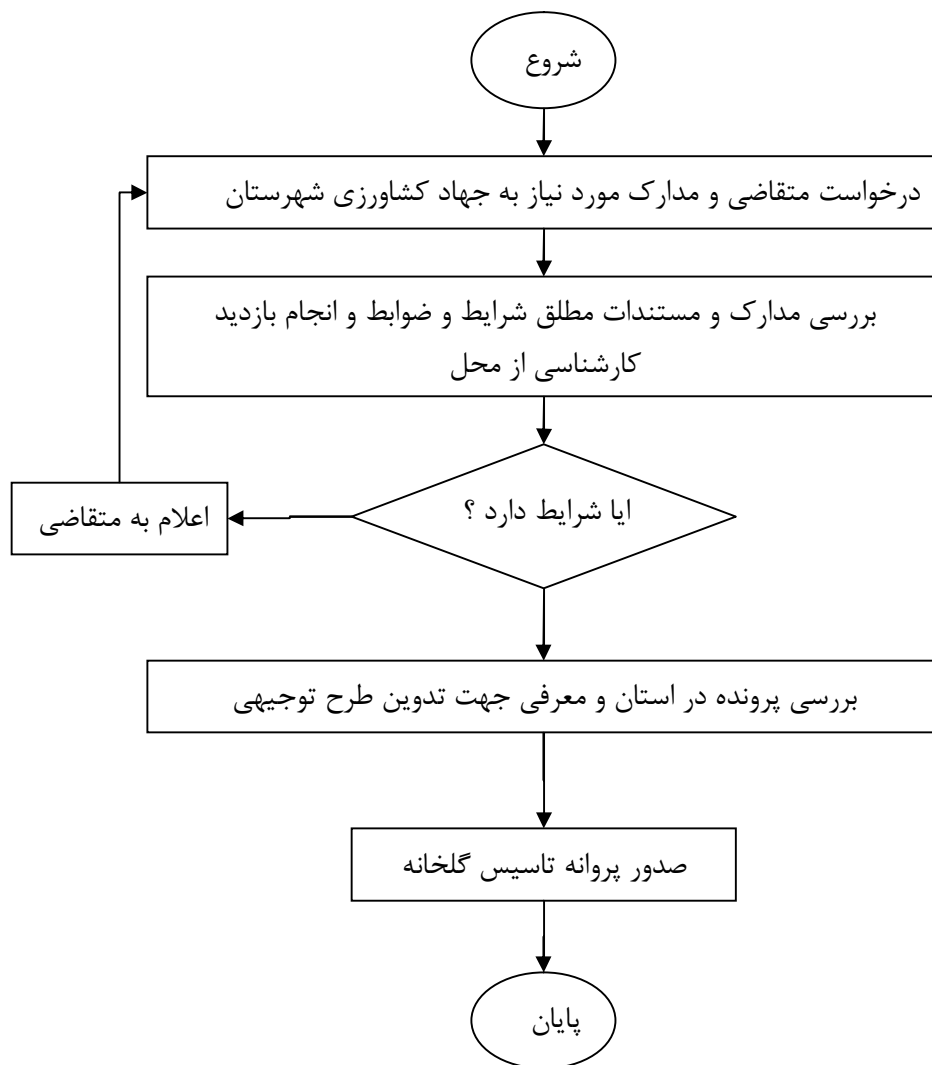 شروع
درخواست متقاضی و مدارک مورد نیاز به جهاد کشاورزی شهرستان
بررسی مدارک و مستندات مطلق شرایط و ضوابط و انجام بازدید
کارشناسی از محل
ایا شرایط دارد ؟
اعلام به متقاضی
بررسی پرونده در استان و معرفی جهت تدوین طرح توجیهی
صدور پروانه تاسیس گلخانه
پایان